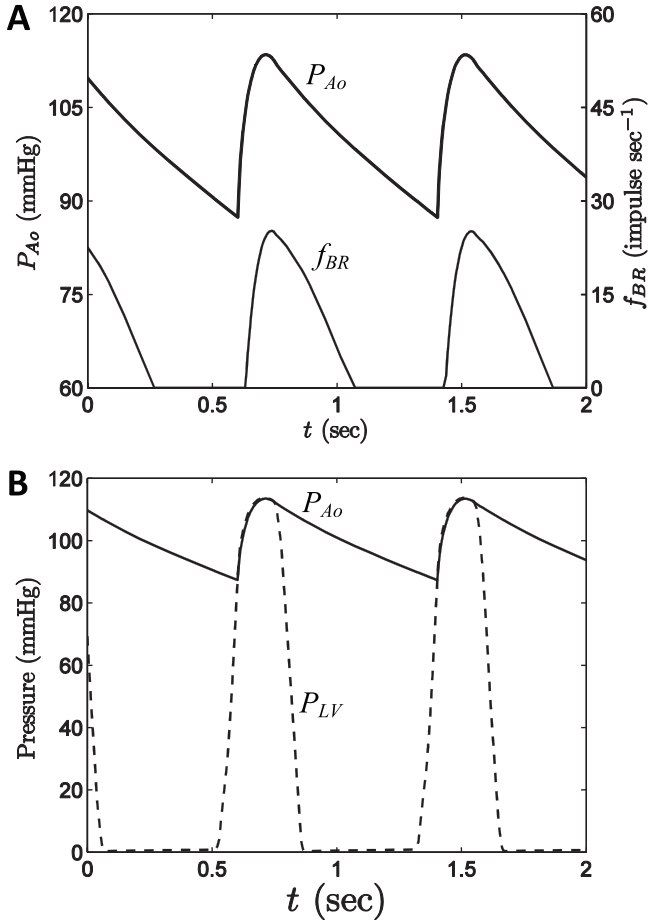 A
120
105
90
75
60
P_Ao (mmHg)
60
45
30
15
0
f_BR (impulse sec⁻¹)
P_Ao
f_BR
0
0.5
1
1.5
2
t (sec)
B
120
100
80
60
40
20
0
Pressure (mmHg)
P_Ao
P_LV
0
0.5
1
1.5
2
t (sec)